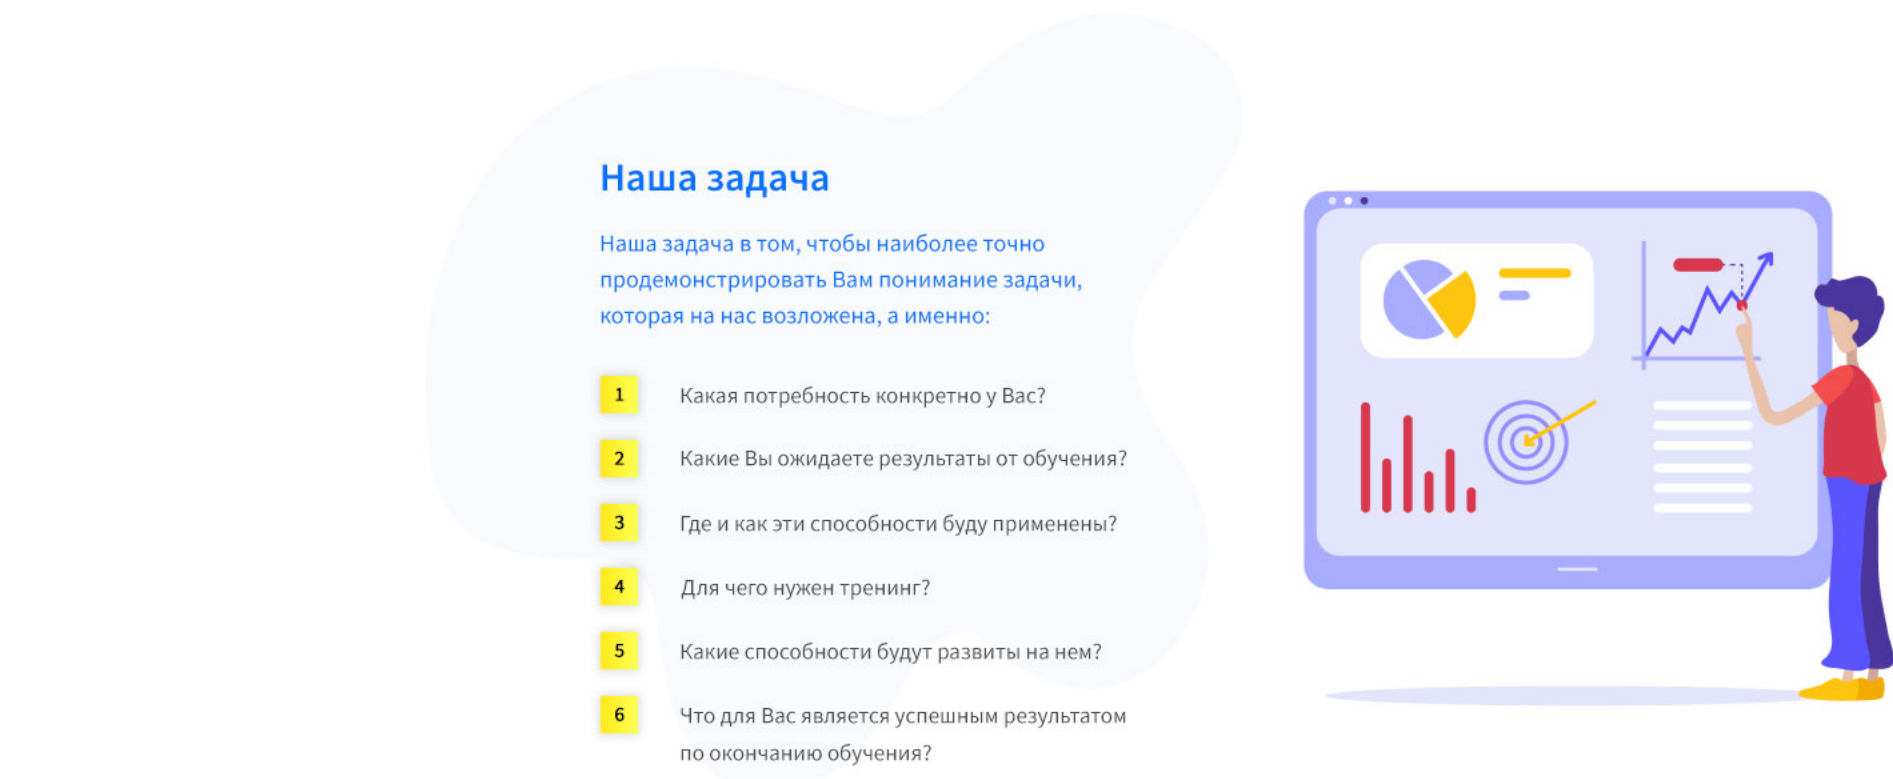 Наша задача
Наша задача в том, чтобы наиболее точно
продемонстрировать Вам понимание задачи,
которая на нас возложена, а именно:
1 Какая потребность конкретно у Вас?
2 Какие Вы ожидаете результаты от обучения?
3 Где и как эти способности буду применены?
4 Для чего нужен тренинг?
5 Какие способности будут развиты на нем?
6 Что для Вас является успешным результатом
по окончанию обучения?